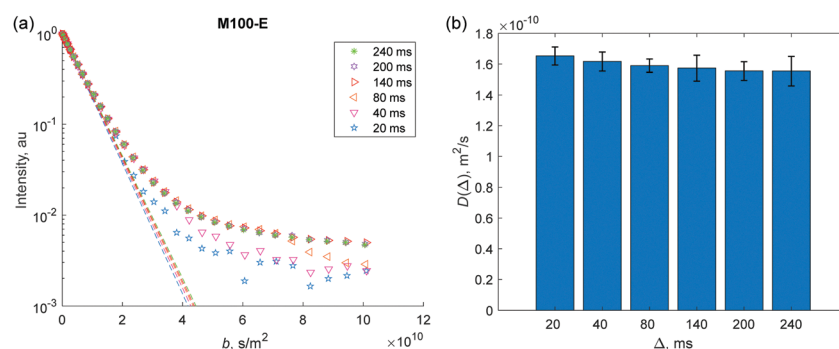 (a)
M100-E
10^0
10^-1
10^-2
10^-3
Intensity, au
240 ms
200 ms
140 ms
80 ms
40 ms
20 ms
0 2 4 6 8 10 12
×10^10
b, s/m^2
(b)
×10^-10
1.8
1.6
1.4
1.2
1
0.8
0.6
0.4
0.2
0
D(Δ), m^2/s
20 40 80 140 200 240
Δ, ms